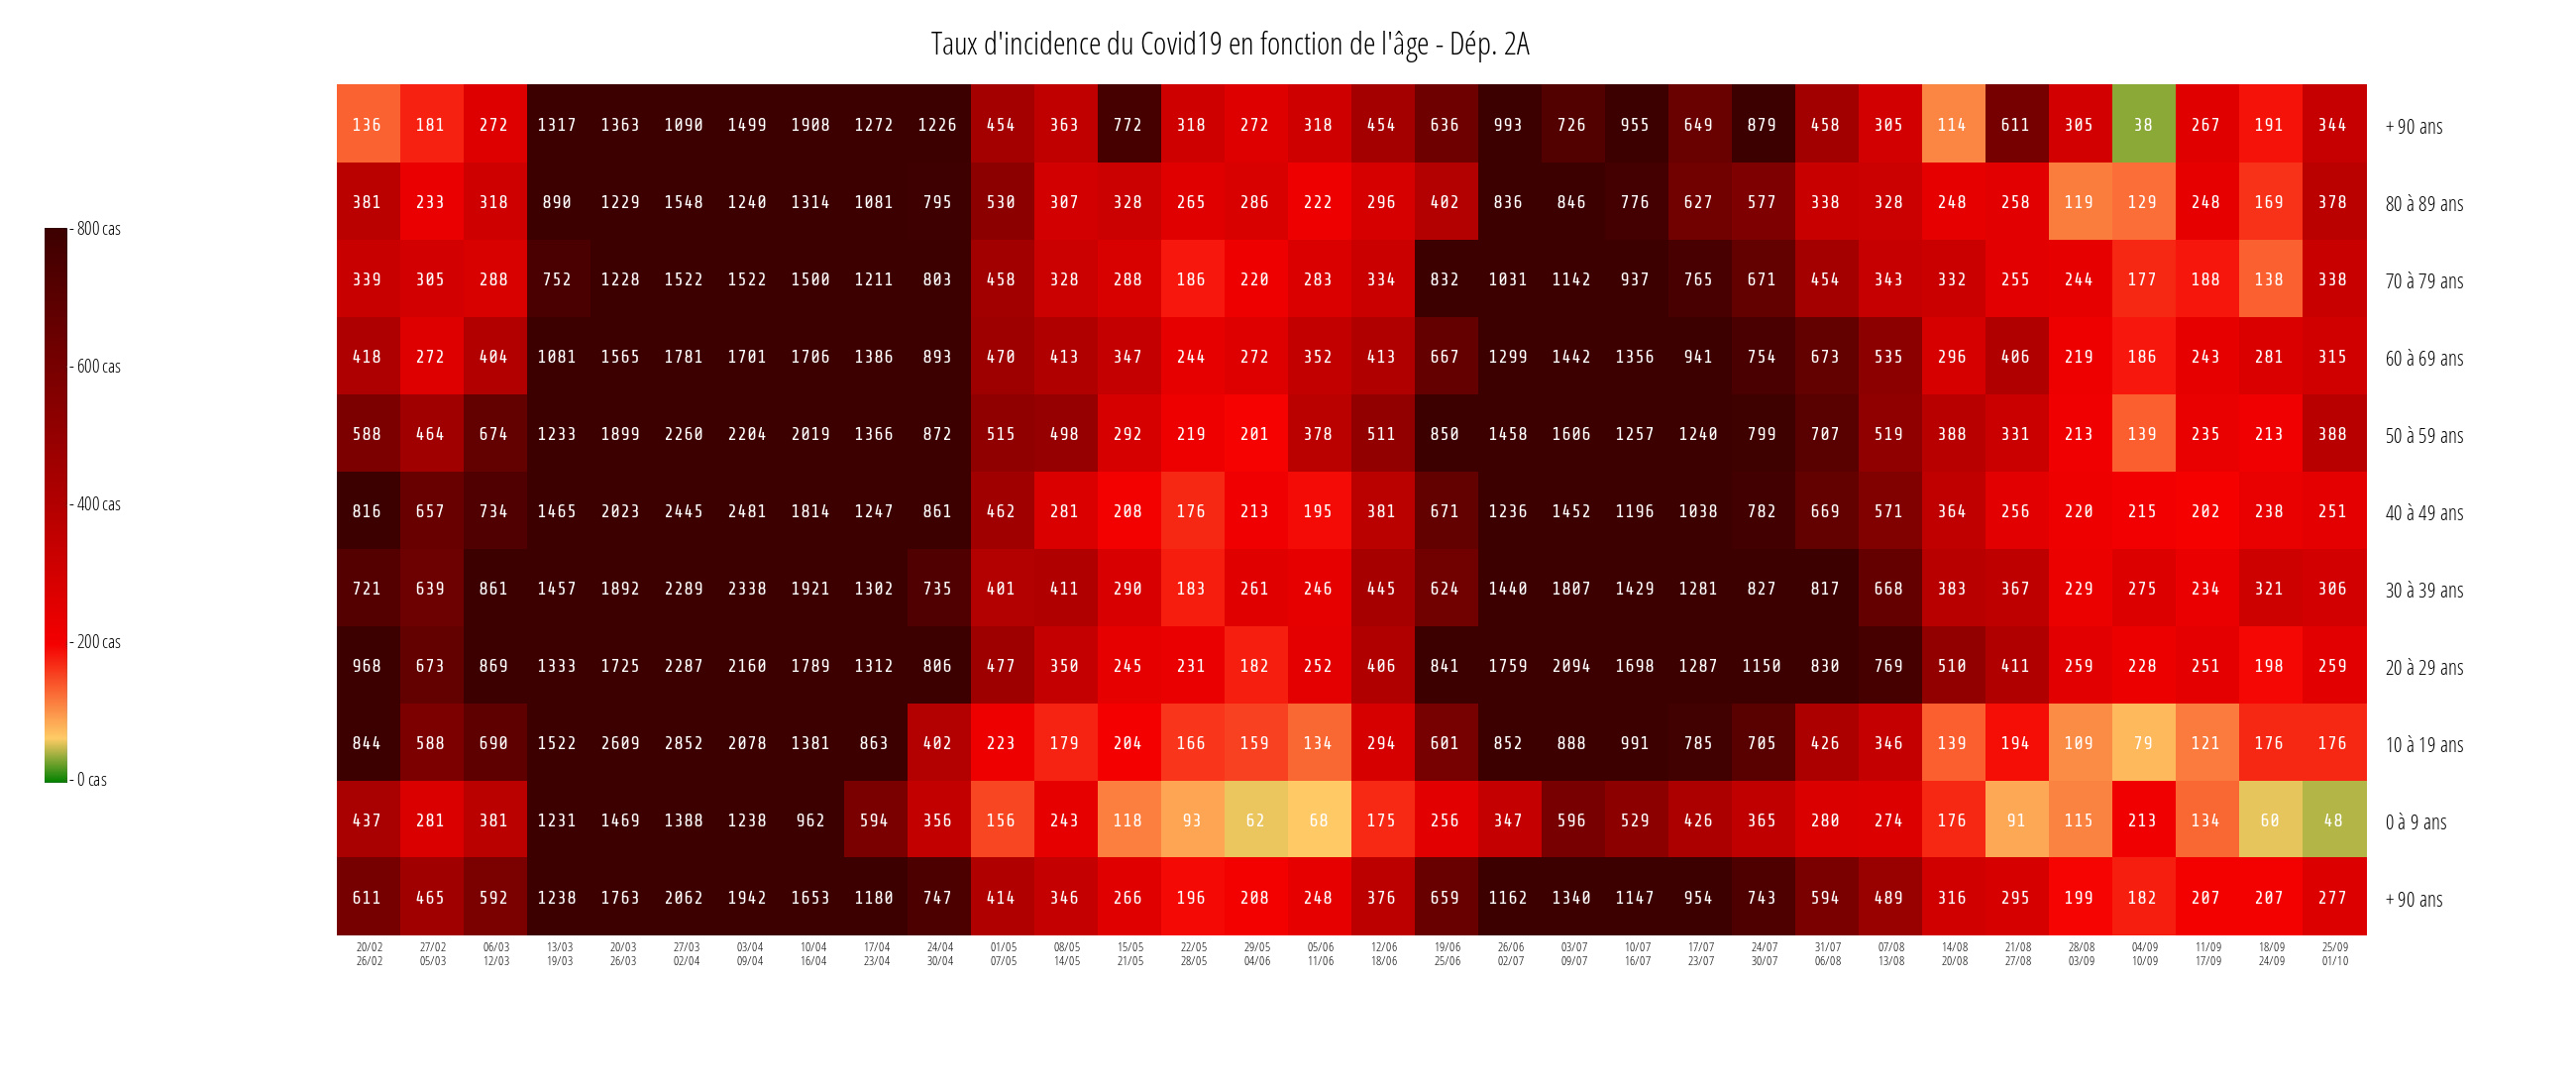 Taux d'incidence du Covid19 en fonction de l'âge - Dép. 2A
136 181 272 1317 1363 1090 1499 1908 1272 1226 454 363 772 318 272 318 454 636 993 726 955 649 879 458 305 114 611 305 38 267 191 344 + 90 ans
381 233 318 890 1229 1548 1240 1314 1081 795 530 307 328 265 286 222 296 402 836 846 776 627 577 338 328 248 258 119 129 248 169 378 80 à 89 ans
- 800 cas
339 305 288 752 1228 1522 1522 1500 1211 803 458 328 288 186 220 283 334 832 1031 1142 937 765 671 454 343 332 255 244 177 188 138 338 70 à 79 ans
418 272 404 1081 1565 1781 1701 1706 1386 893 470 413 347 244 272 352 413 667 1299 1442 1356 941 754 673 535 296 406 219 186 243 281 315 60 à 69 ans
- 600 cas
588 464 674 1233 1899 2260 2204 2019 1366 872 515 498 292 219 201 378 511 850 1458 1606 1257 1240 799 707 519 388 331 213 139 235 213 388 50 à 59 ans
- 400 cas
816 657 734 1465 2023 2445 2481 1814 1247 861 462 281 208 176 213 195 381 671 1236 1452 1196 1038 782 669 571 364 256 220 215 202 238 251 40 à 49 ans
721 639 861 1457 1892 2289 2338 1921 1302 735 401 411 290 183 261 246 445 624 1440 1807 1429 1281 827 817 668 383 367 229 275 234 321 306 30 à 39 ans
- 200 cas
968 673 869 1333 1725 2287 2160 1789 1312 806 477 350 245 231 182 252 406 841 1759 2094 1698 1287 1150 830 769 510 411 259 228 251 198 259 20 à 29 ans
844 588 690 1522 2609 2852 2078 1381 863 402 223 179 204 166 159 134 294 601 852 888 991 785 705 426 346 139 194 109 79 121 176 176 10 à 19 ans
- 0 cas
437 281 381 1231 1469 1388 1238 962 594 356 156 243 118 93 62 68 175 256 347 596 529 426 365 280 274 176 91 115 213 134 60 48 0 à 9 ans
611 465 592 1238 1763 2062 1942 1653 1180 747 414 346 266 196 208 248 376 659 1162 1340 1147 954 743 594 489 316 295 199 182 207 207 277 + 90 ans
20/02 27/02 06/03 13/03 20/03 27/03 03/04 10/04 17/04 24/04 01/05 08/05 15/05 22/05 29/05 05/06 12/06 19/06 26/06 03/07 10/07 17/07 24/07 31/07 07/08 14/08 21/08 28/08 04/09 11/09 18/09 25/09
26/02 05/03 12/03 19/03 26/03 02/04 09/04 16/04 23/04 30/04 07/05 14/05 21/05 28/05 04/06 11/06 18/06 25/06 02/07 09/07 16/07 23/07 30/07 06/08 13/08 20/08 27/08 03/09 10/09 17/09 24/09 01/10